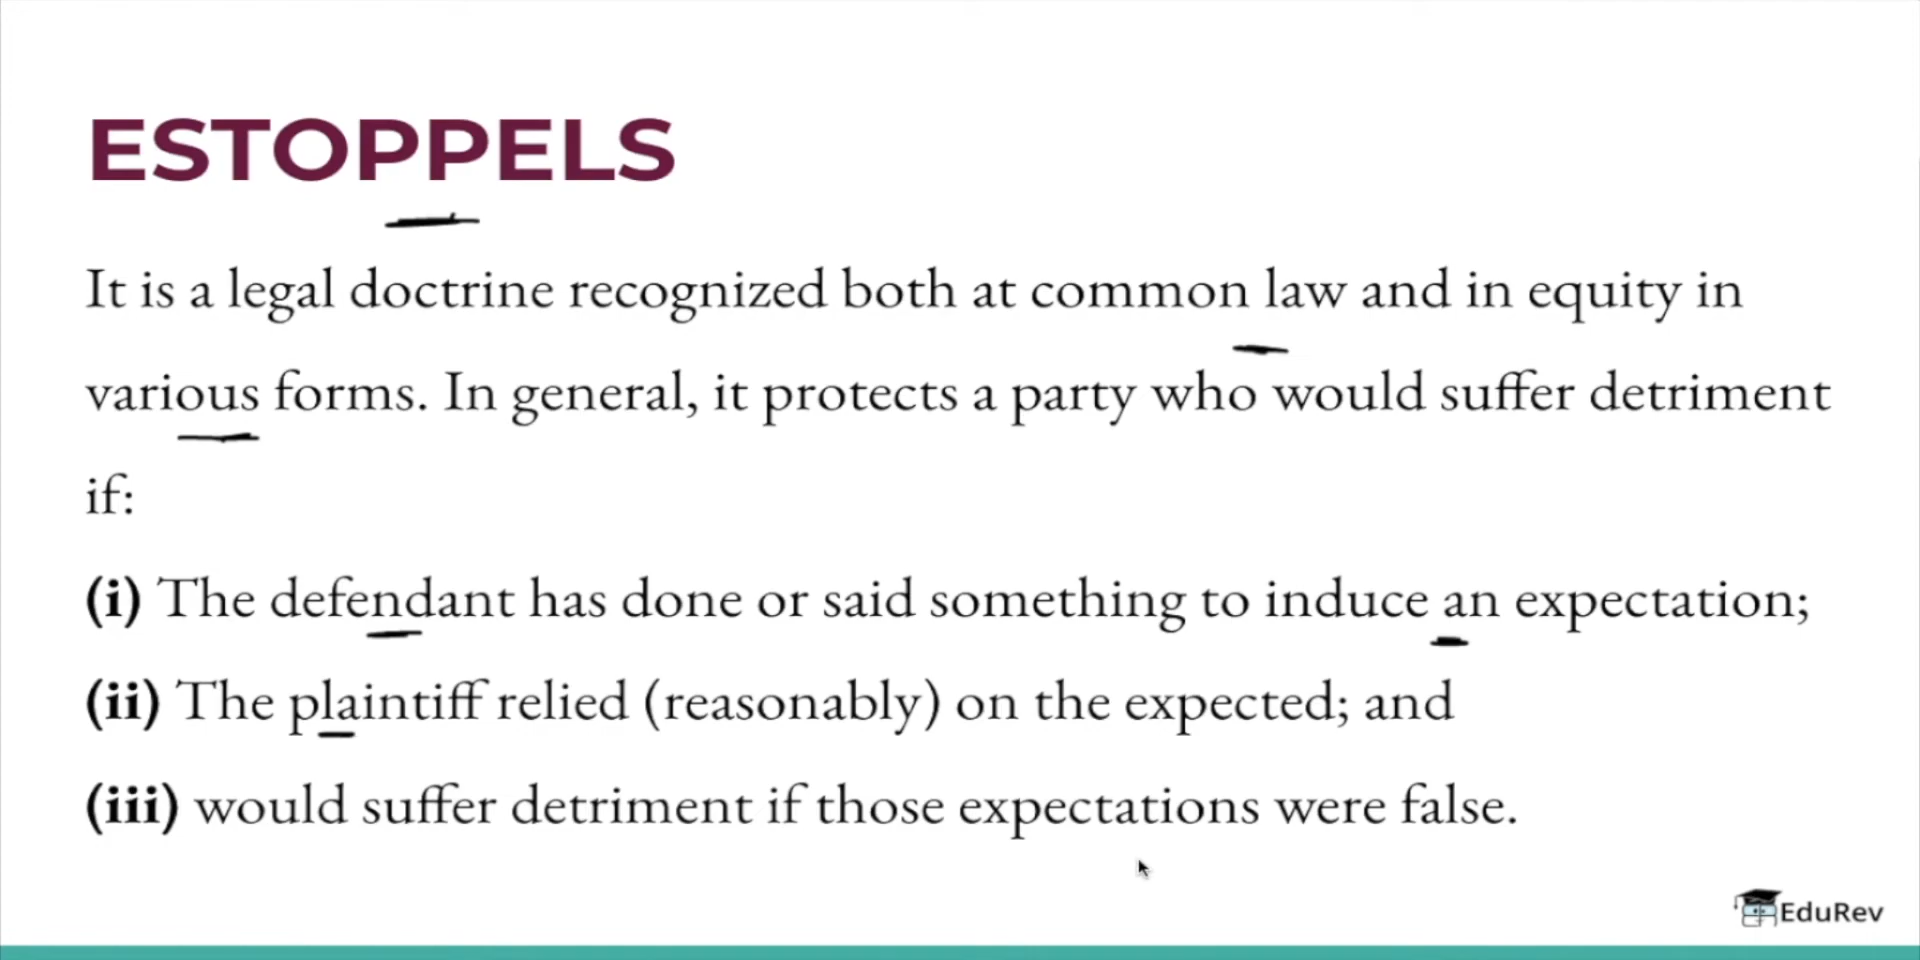 ESTOPPELS
It is a legal doctrine recognized both at common law and in equity in
various forms. In general, it protects a party who would suffer detriment
if:
(i) The defendant has done or said something to induce an expectation;
(ii) The plaintiff relied (reasonably) on the expected; and
(iii) would suffer detriment if those expectations were false.
EduRev